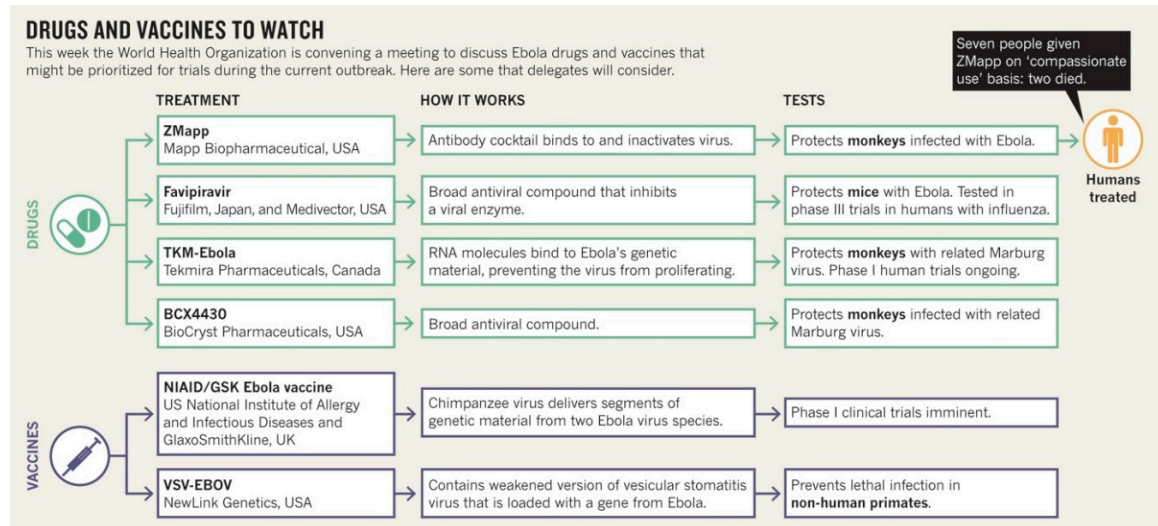 DRUGS AND VACCINES TO WATCH
This week the World Health Organization is convening a meeting to discuss Ebola drugs and vaccines that
might be prioritized for trials during the current outbreak. Here are some that delegates will consider.
Seven people given
ZMapp on ‘compassionate
use’ basis: two died.
TREATMENT
HOW IT WORKS
TESTS
DRUGS
ZMapp
Mapp Biopharmaceutical, USA
Antibody cocktail binds to and inactivates virus.
Protects monkeys infected with Ebola.
Humans
treated
Favipiravir
Fujifilm, Japan, and Medivector, USA
Broad antiviral compound that inhibits
a viral enzyme.
Protects mice with Ebola. Tested in
phase III trials in humans with influenza.
TKM-Ebola
Tekmira Pharmaceuticals, Canada
RNA molecules bind to Ebola’s genetic
material, preventing the virus from proliferating.
Protects monkeys with related Marburg
virus. Phase I human trials ongoing.
BCX4430
BioCryst Pharmaceuticals, USA
Broad antiviral compound.
Protects monkeys infected with related
Marburg virus.
VACCINES
NIAID/GSK Ebola vaccine
US National Institute of Allergy
and Infectious Diseases and
GlaxoSmithKline, UK
Chimpanzee virus delivers segments of
genetic material from two Ebola virus species.
Phase I clinical trials imminent.
VSV-EBOV
NewLink Genetics, USA
Contains weakened version of vesicular stomatitis
virus that is loaded with a gene from Ebola.
Prevents lethal infection in
non-human primates.